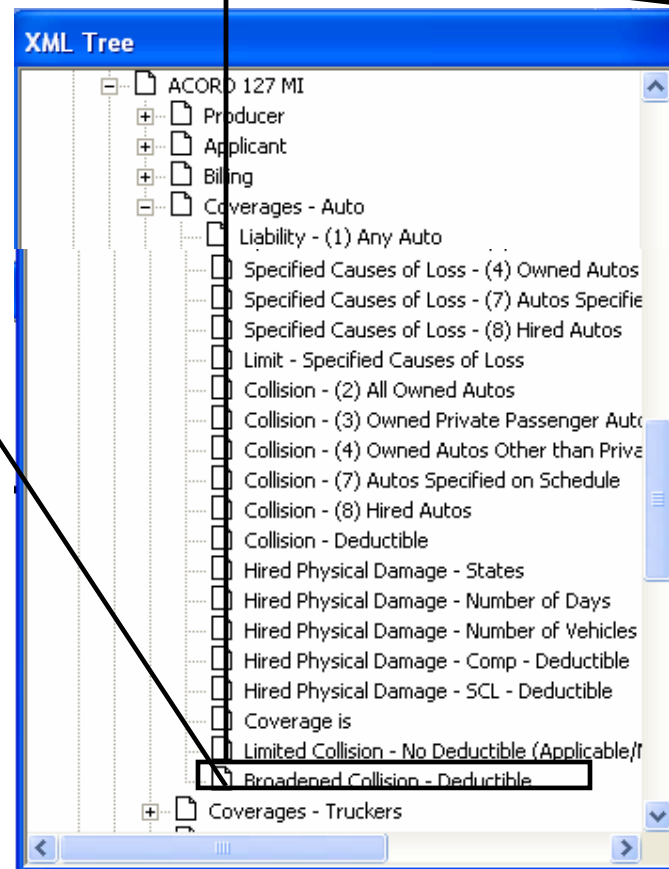 XML Tree
ACORD 127 MI
Producer
Applicant
Billing
Coverages - Auto
Liability - (1) Any Auto
Specified Causes of Loss - (4) Owned Autos
Specified Causes of Loss - (7) Autos Specifie
Specified Causes of Loss - (8) Hired Autos
Limit - Specified Causes of Loss
Collision - (2) All Owned Autos
Collision - (3) Owned Private Passenger Auto
Collision - (4) Owned Autos Other than Priva
Collision - (7) Autos Specified on Schedule
Collision - (8) Hired Autos
Collision - Deductible
Hired Physical Damage - States
Hired Physical Damage - Number of Days
Hired Physical Damage - Number of Vehicles
Hired Physical Damage - Comp - Deductible
Hired Physical Damage - SCL - Deductible
Coverage is
Limited Collision - No Deductible (Applicable/
Broadened Collision - Deductible
Coverages - Truckers